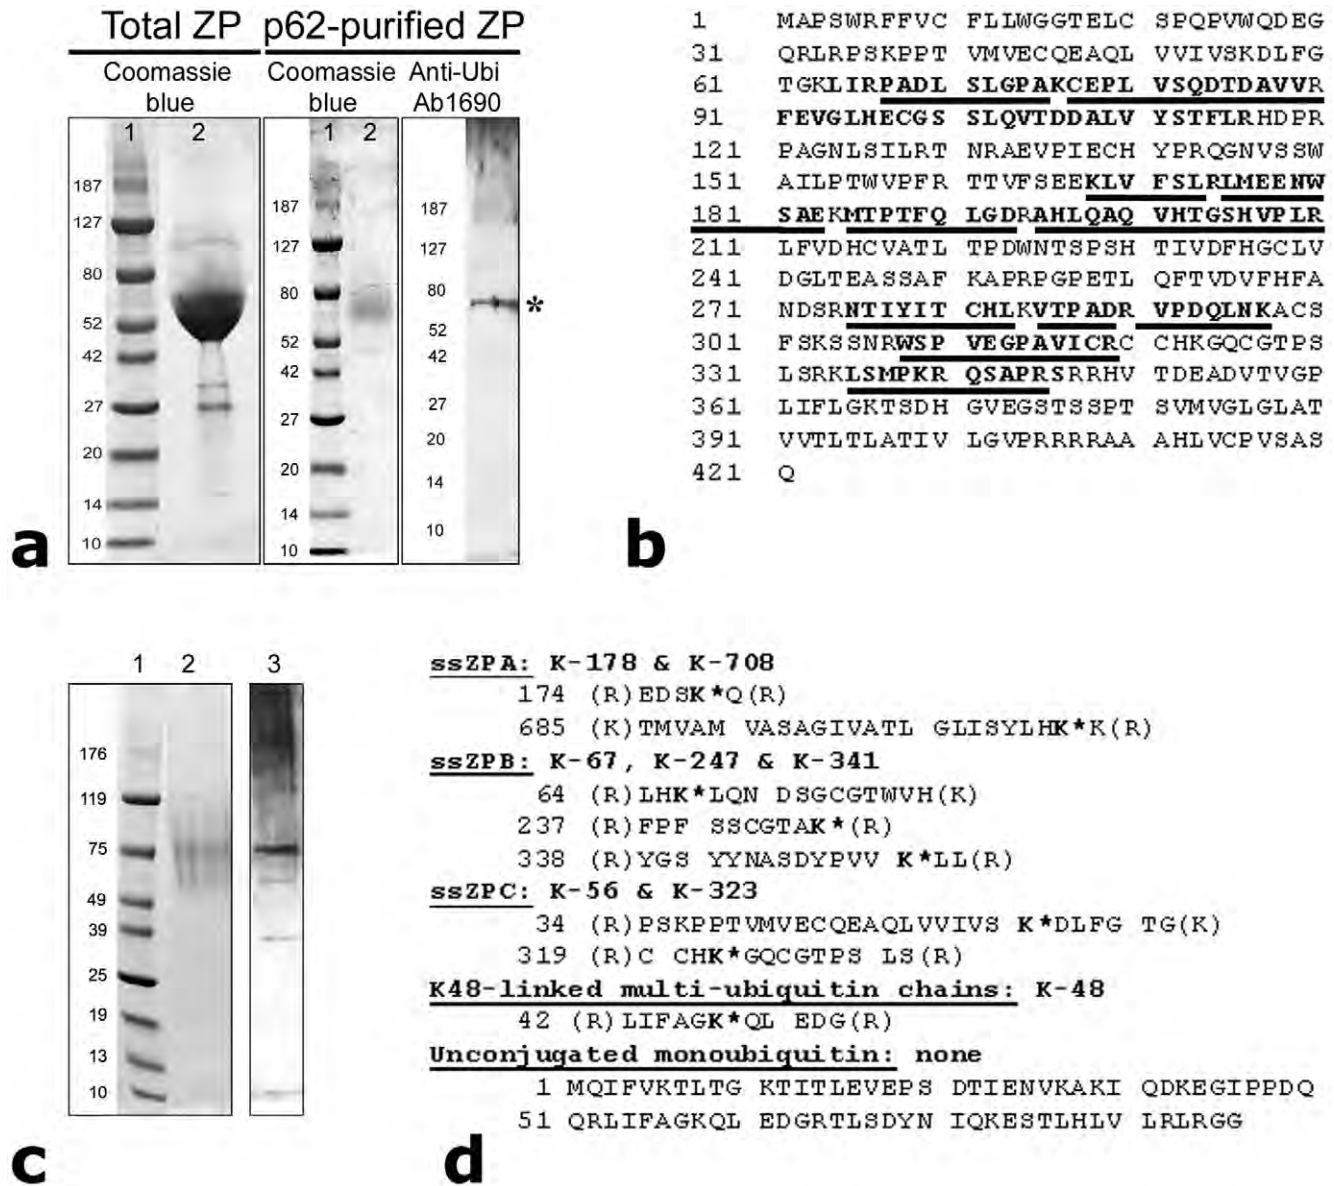 Total ZP p62-purified ZP
Coomassie blue Coomassie blue Anti-Ubi Ab1690
1 2 1 2
187
127
80
52
42
27
20
14
10
187
127
80
52
42
27
20
14
10
187
127
80
52
42
27
20
14
10
*
a
1 MAPSWRFFVC FLLWGGTELC SPQPVWQDEG
31 QRLRPSKPPT VMVECQEAQL VVIVSKDLFG
61 TGKLIRPADL SLGPAKCEPL VSQDTDAVVR
91 FEVGLHECGS SLQVTDDALV YSTFLRHDPR
121 PAGNLSILRT NRAEVPIECH YPRQGNVSSW
151 AILPTWVPFR TTVFSEEKLV FSLRLMEENW
181 SAEKMTPTFQ LGDRAHLQAQ VHTGSHVPLR
211 LFVDHCVATL TPDWNTSPSH TIVDFHGCLV
241 DGLTEASSAF KAPRPGPETL QFTVDVFHFA
271 NDSRNTIYIT CHLKVTPADR VPDQLNKACS
301 FSKSSNRWSP VEGPAVICRC CHKGQCGTPS
331 LSRKLSMPKR QSAPRSRRHV TDEADVTVGP
361 LIFLGKTSDH GVEGSTSSPT SVMVGLGLAT
391 VVTLTLATIV LGVPRRRRAA AHLVCPVSAS
421 Q
b
1 2 3
176
119
75
49
39
25
19
13
10
c
ssZPA: K-178 & K-708
174 (R)EDSK*Q(R)
685 (K)TMVAM VASAGIVATL GLISYLHK*K(R)
ssZPB: K-67, K-247 & K-341
64 (R)LHK*LQN DSGCGTWVH(K)
237 (R)FPF SSCGTAK*(R)
338 (R)YGS YYNASDYPVV K*LL(R)
ssZPC: K-56 & K-323
34 (R)PSKPPTVMVECQEAQLVVIVS K*DLFG TG(K)
319 (R)C CHK*GQCGTPS LS(R)
K48-linked multi-ubiquitin chains: K-48
42 (R)LIFAGK*QL EDG(R)
Unconjugated monoubiquitin: none
1 MQIFVKTLTG KTITLEVEPS DTIENVKAKI QDKEGIPPDQ
51 QRLIFAGKQL EDGRTLSDYN IQKESTLHLV LRLRGG
d